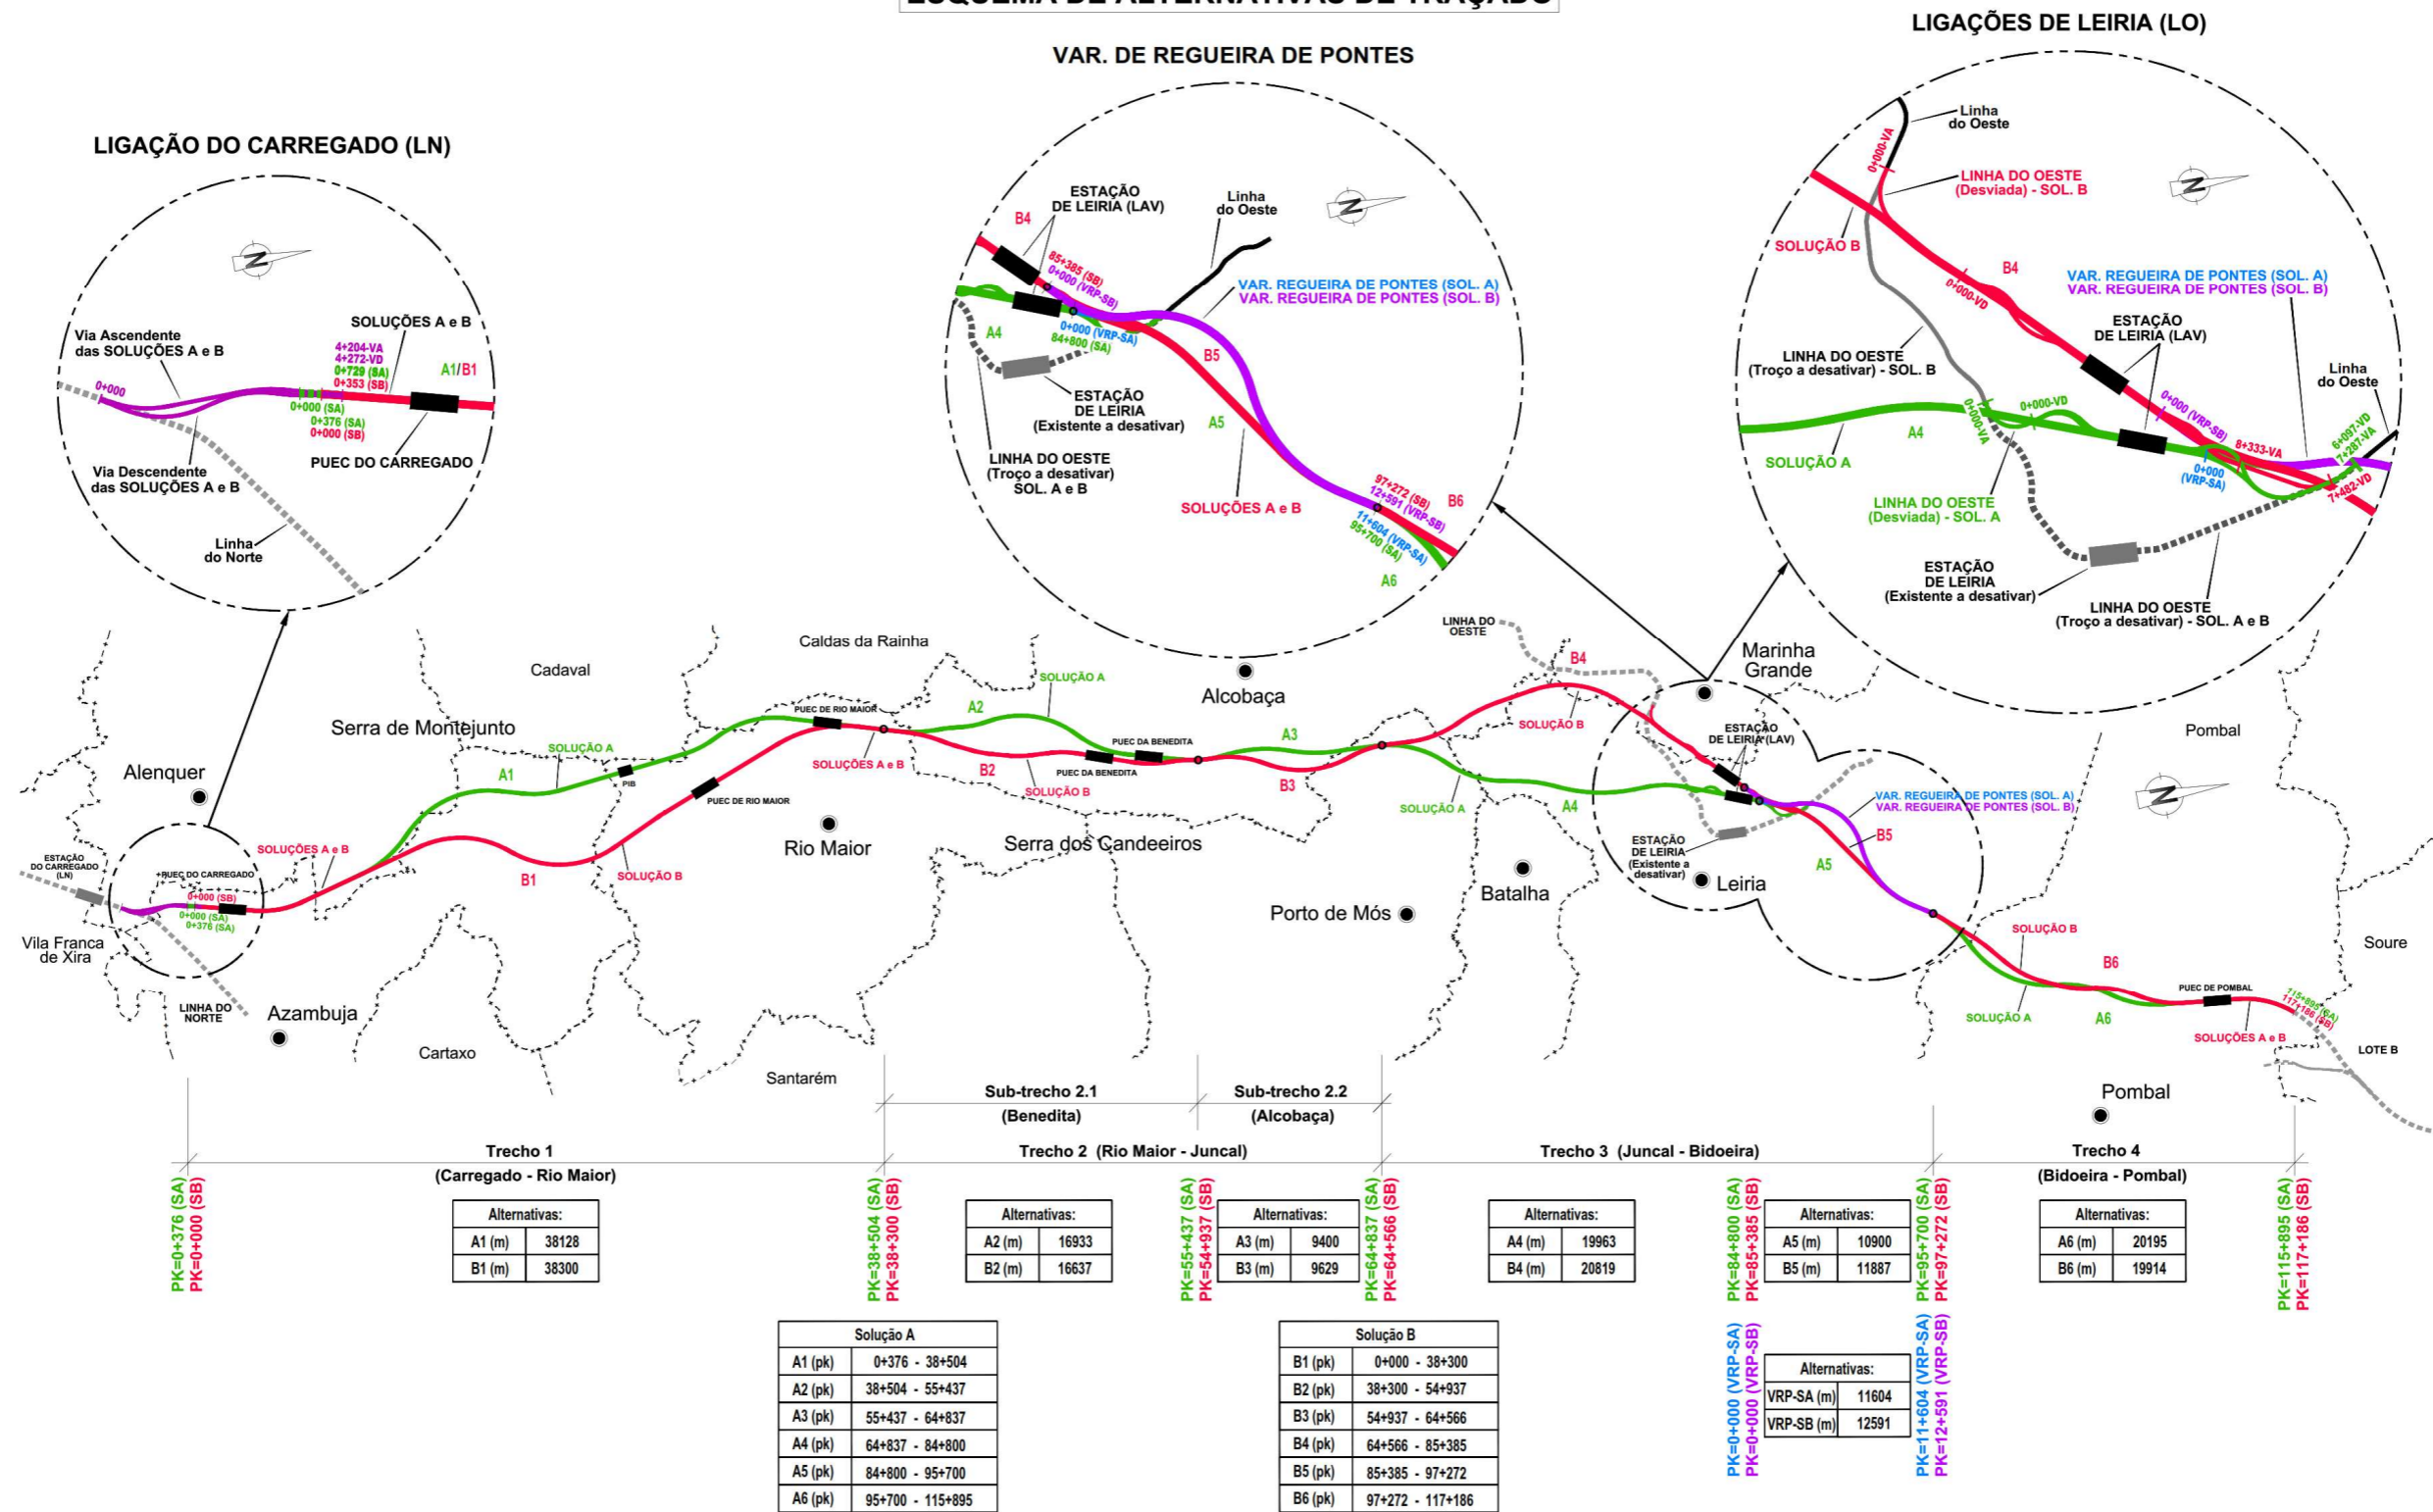 ESQUEMA DE ALTERNATIVAS DE TRAÇADO
LIGAÇÃO DO CARREGADO (LN)
Via Ascendente
das SOLUÇÕES A e B
SOLUÇÕES A e B
4+204-VA
4+272-VD
0+729 (SA)
0+353 (SB)
A1/B1
0+000
0+000 (SA)
0+376 (SA)
0+000 (SB)
PUEC DO CARREGADO
Via Descendente
das SOLUÇÕES A e B
Linha
do Norte
N
VAR. DE REGUEIRA DE PONTES
ESTAÇÃO
DE LEIRIA (LAV)
B4
Linha
do Oeste
N
85+385 (SB)
0+000 (VRP-SB)
VAR. REGUEIRA DE PONTES (SOL. A)
VAR. REGUEIRA DE PONTES (SOL. B)
A4
0+000 (VRP-SA)
84+800 (SA)
B5
ESTAÇÃO
DE LEIRIA
(Existente a desativar)
A5
LINHA DO OESTE
(Troço a desativar)
SOL. A e B
SOLUÇÕES A e B
97+272 (SB)
12+591 (VRP-SB)
B6
11+604 (VRP-SA)
95+700 (SA)
A6
LIGAÇÕES DE LEIRIA (LO)
Linha
do Oeste
0+000-VA
LINHA DO OESTE
(Desviada) - SOL. B
N
SOLUÇÃO B
B4
0+000-VD
VAR. REGUEIRA DE PONTES (SOL. A)
VAR. REGUEIRA DE PONTES (SOL. B)
ESTAÇÃO
DE LEIRIA (LAV)
LINHA DO OESTE
(Troço a desativar) - SOL. B
Linha
do Oeste
0+000-VA
0+000-VD
0+000 (VRP-SB)
8+333-VA
6+097-VD
7+287-VA
A4
SOLUÇÃO A
0+000
(VRP-SA)
7+482-VD
LINHA DO OESTE
(Desviada) - SOL. A
ESTAÇÃO
DE LEIRIA
(Existente a desativar)
LINHA DO OESTE
(Troço a desativar) - SOL. A e B
Cadaval
Caldas da Rainha
LINHA DO
OESTE
Marinha
Grande
Pombal
Alcobaça
Serra de Montejunto
Alenquer
SOLUÇÃO A
A1
PIB
PUEC DE RIO MAIOR
A2
SOLUÇÃO A
PUEC DA BENEDITA
A3
B4
SOLUÇÃO B
ESTAÇÃO
DE LEIRIA (LAV)
SOLUÇÕES A e B
B2
PUEC DA BENEDITA
SOLUÇÃO B
B3
SOLUÇÃO A
A4
VAR. REGUEIRA DE PONTES (SOL. A)
VAR. REGUEIRA DE PONTES (SOL. B)
N
PUEC DE RIO MAIOR
Rio Maior
Serra dos Candeeiros
ESTAÇÃO
DE LEIRIA
(Existente a
desativar)
B5
A5
ESTAÇÃO
DO CARREGADO
(LN)
PUEC DO CARREGADO
SOLUÇÕES A e B
B1
SOLUÇÃO B
0+000 (SB)
0+000 (SA)
0+376 (SA)
Batalha
Leiria
Porto de Mós
Vila Franca
de Xira
LINHA DO
NORTE
Azambuja
Cartaxo
Santarém
SOLUÇÃO B
B6
Soure
PUEC DE POMBAL
SOLUÇÃO A
A6
115+895 (SA)
117+186 (SB)
SOLUÇÕES A e B
LOTE B
Pombal
Sub-trecho 2.1
(Benedita)
Sub-trecho 2.2
(Alcobaça)
Trecho 1
(Carregado - Rio Maior)
Trecho 2 (Rio Maior - Juncal)
Trecho 3 (Juncal - Bidoeira)
Trecho 4
(Bidoeira - Pombal)
PK=0+376 (SA)
PK=0+000 (SB)
Alternativas:
A1 (m) 38128
B1 (m) 38300
PK=38+504 (SA)
PK=38+300 (SB)
Alternativas:
A2 (m) 16933
B2 (m) 16637
PK=55+437 (SA)
PK=54+937 (SB)
Alternativas:
A3 (m) 9400
B3 (m) 9629
PK=64+837 (SA)
PK=64+566 (SB)
Alternativas:
A4 (m) 19963
B4 (m) 20819
PK=84+800 (SA)
PK=85+385 (SB)
Alternativas:
A5 (m) 10900
B5 (m) 11887
PK=95+700 (SA)
PK=97+272 (SB)
Alternativas:
A6 (m) 20195
B6 (m) 19914
PK=115+895 (SA)
PK=117+186 (SB)
Solução A
A1 (pk) 0+376 - 38+504
A2 (pk) 38+504 - 55+437
A3 (pk) 55+437 - 64+837
A4 (pk) 64+837 - 84+800
A5 (pk) 84+800 - 95+700
A6 (pk) 95+700 - 115+895
Solução B
B1 (pk) 0+000 - 38+300
B2 (pk) 38+300 - 54+937
B3 (pk) 54+937 - 64+566
B4 (pk) 64+566 - 85+385
B5 (pk) 85+385 - 97+272
B6 (pk) 97+272 - 117+186
PK=0+000 (VRP-SA)
PK=0+000 (VRP-SB)
Alternativas:
VRP-SA (m) 11604
VRP-SB (m) 12591
PK=11+604 (VRP-SA)
PK=12+591 (VRP-SB)